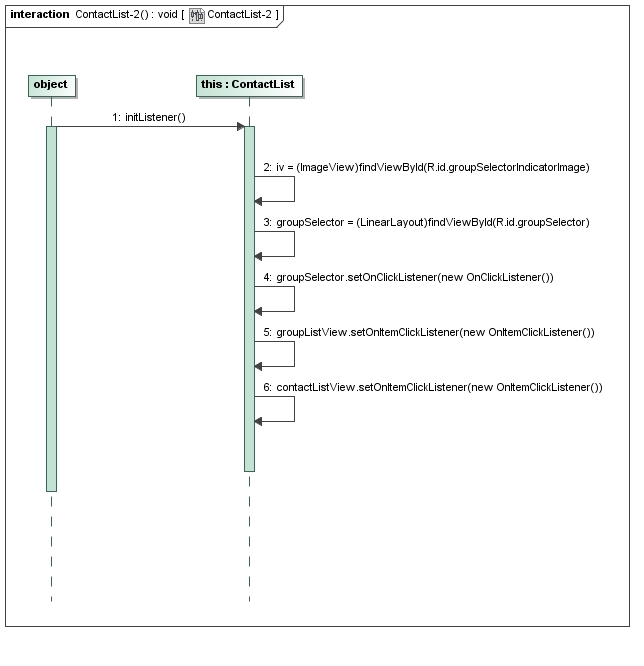 interaction ContactList-2() : void [ ContactList-2 ]
object
this : ContactList
1: initListener()
2: iv = (ImageView)findViewById(R.id.groupSelectorIndicatorImage)
3: groupSelector = (LinearLayout)findViewById(R.id.groupSelector)
4: groupSelector.setOnClickListener(new OnClickListener())
5: groupListView.setOnItemClickListener(new OnItemClickListener())
6: contactListView.setOnItemClickListener(new OnItemClickListener())